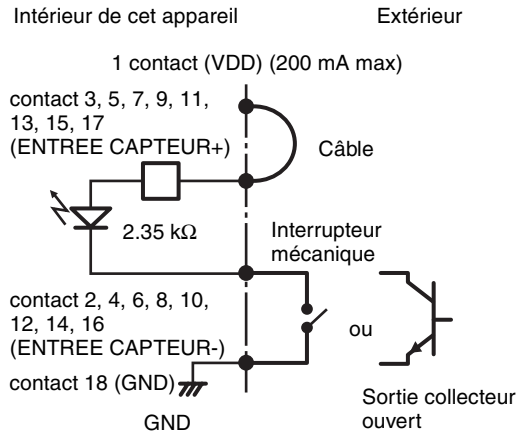 Intérieur de cet appareil
Extérieur
1 contact (VDD) (200 mA max)
contact 3, 5, 7, 9, 11,
13, 15, 17
(ENTREE CAPTEUR+)
Câble
2.35 kΩ
Interrupteur
mécanique
contact 2, 4, 6, 8, 10,
12, 14, 16
(ENTREE CAPTEUR-)
ou
contact 18 (GND)
GND
Sortie collecteur
ouvert